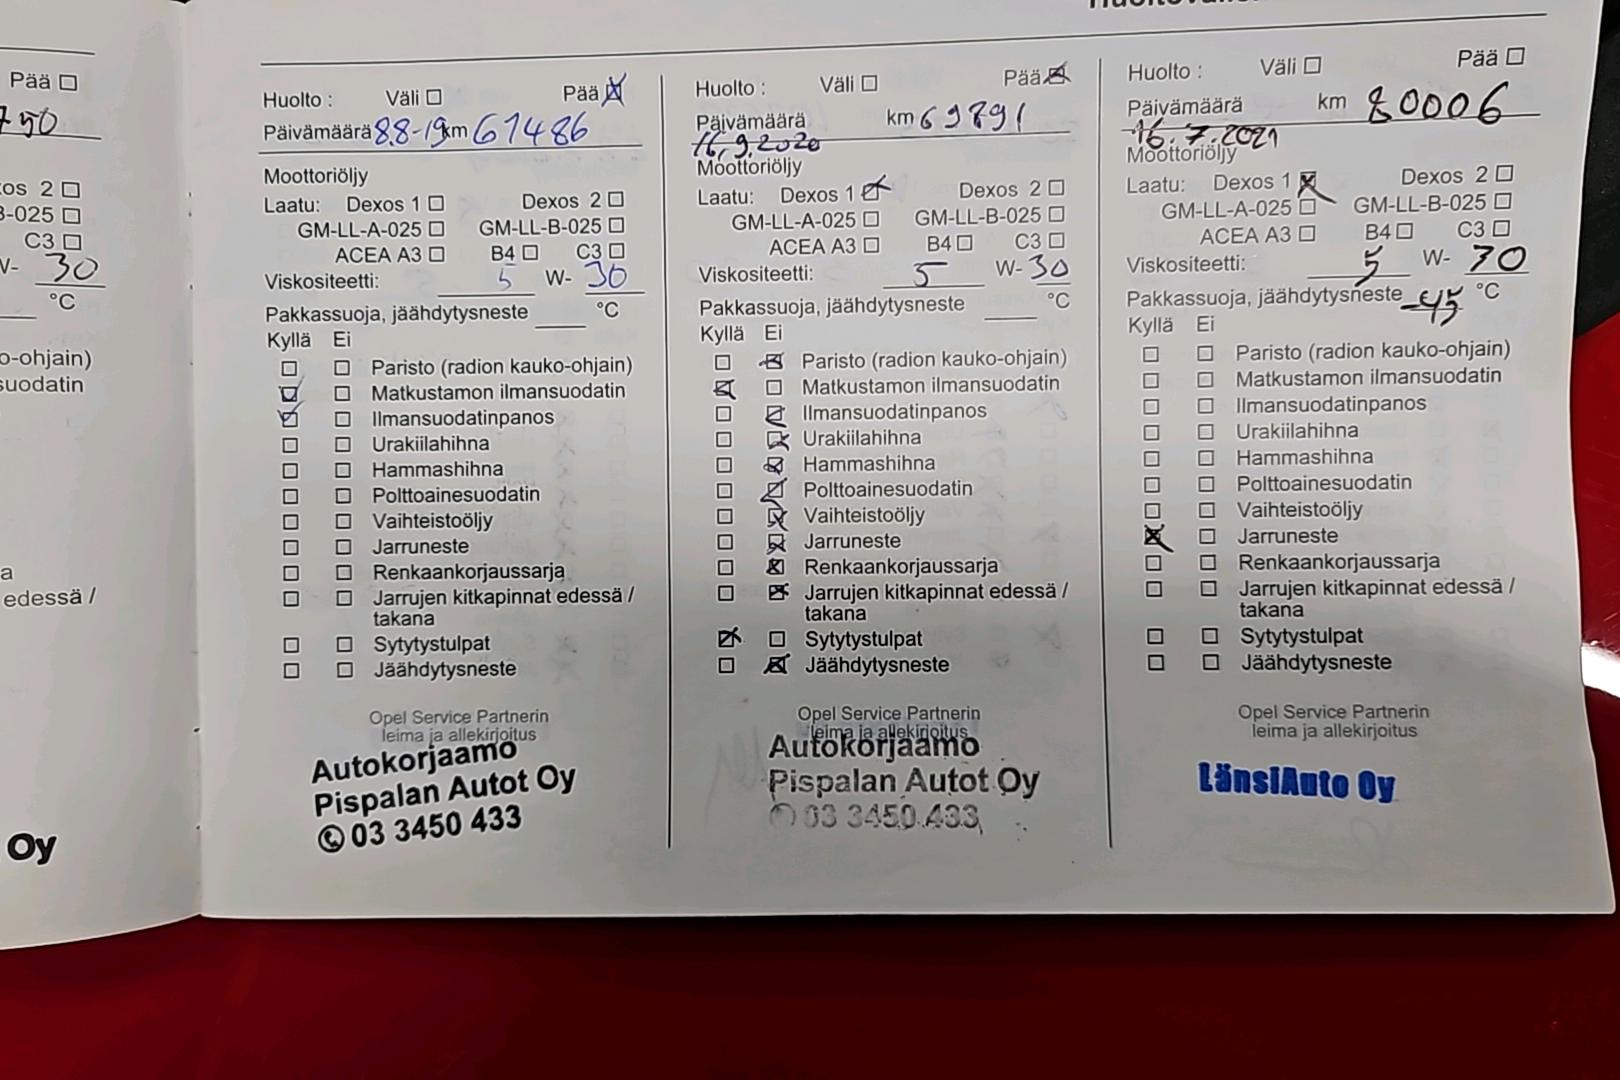 Pää
750
os 2
-025
C3
W- 30
°C
o-ohjain)
suodatin
a
edessä /
Oy
Huolto : Väli Pää
Päivämäärä 8.8-19 km 61486
Moottoriöljy
Laatu: Dexos 1 Dexos 2
GM-LL-A-025 GM-LL-B-025
ACEA A3 B4 C3
Viskositeetti: 5 W- 30
Pakkassuoja, jäähdytysneste °C
Kyllä Ei
Paristo (radion kauko-ohjain)
Matkustamon ilmansuodatin
Ilmansuodatinpanos
Urakiilahihna
Hammashihna
Polttoainesuodatin
Vaihteistoöljy
Jarruneste
Renkaankorjaussarja
Jarrujen kitkapinnat edessä /
takana
Sytytystulpat
Jäähdytysneste
Opel Service Partnerin
leima ja allekirjoitus
Autokorjaamo
Pispalan Autot Oy
✆ 03 3450 433
Huolto : Väli Pää
Päivämäärä km 69891
16.9.2020
Moottoriöljy
Laatu: Dexos 1 Dexos 2
GM-LL-A-025 GM-LL-B-025
ACEA A3 B4 C3
Viskositeetti: 5 W- 30
Pakkassuoja, jäähdytysneste °C
Kyllä Ei
Paristo (radion kauko-ohjain)
Matkustamon ilmansuodatin
Ilmansuodatinpanos
Urakiilahihna
Hammashihna
Polttoainesuodatin
Vaihteistoöljy
Jarruneste
Renkaankorjaussarja
Jarrujen kitkapinnat edessä /
takana
Sytytystulpat
Jäähdytysneste
Opel Service Partnerin
leima ja allekirjoitus
Autokorjaamo
Pispalan Autot Oy
✆ 03 3450 433
Huolto : Väli Pää
Päivämäärä km 80006
16.7.2021
Moottoriöljy
Laatu: Dexos 1 Dexos 2
GM-LL-A-025 GM-LL-B-025
ACEA A3 B4 C3
Viskositeetti: 5 W- 30
Pakkassuoja, jäähdytysneste -45 °C
Kyllä Ei
Paristo (radion kauko-ohjain)
Matkustamon ilmansuodatin
Ilmansuodatinpanos
Urakiilahihna
Hammashihna
Polttoainesuodatin
Vaihteistoöljy
Jarruneste
Renkaankorjaussarja
Jarrujen kitkapinnat edessä /
takana
Sytytystulpat
Jäähdytysneste
Opel Service Partnerin
leima ja allekirjoitus
LänsiAuto Oy